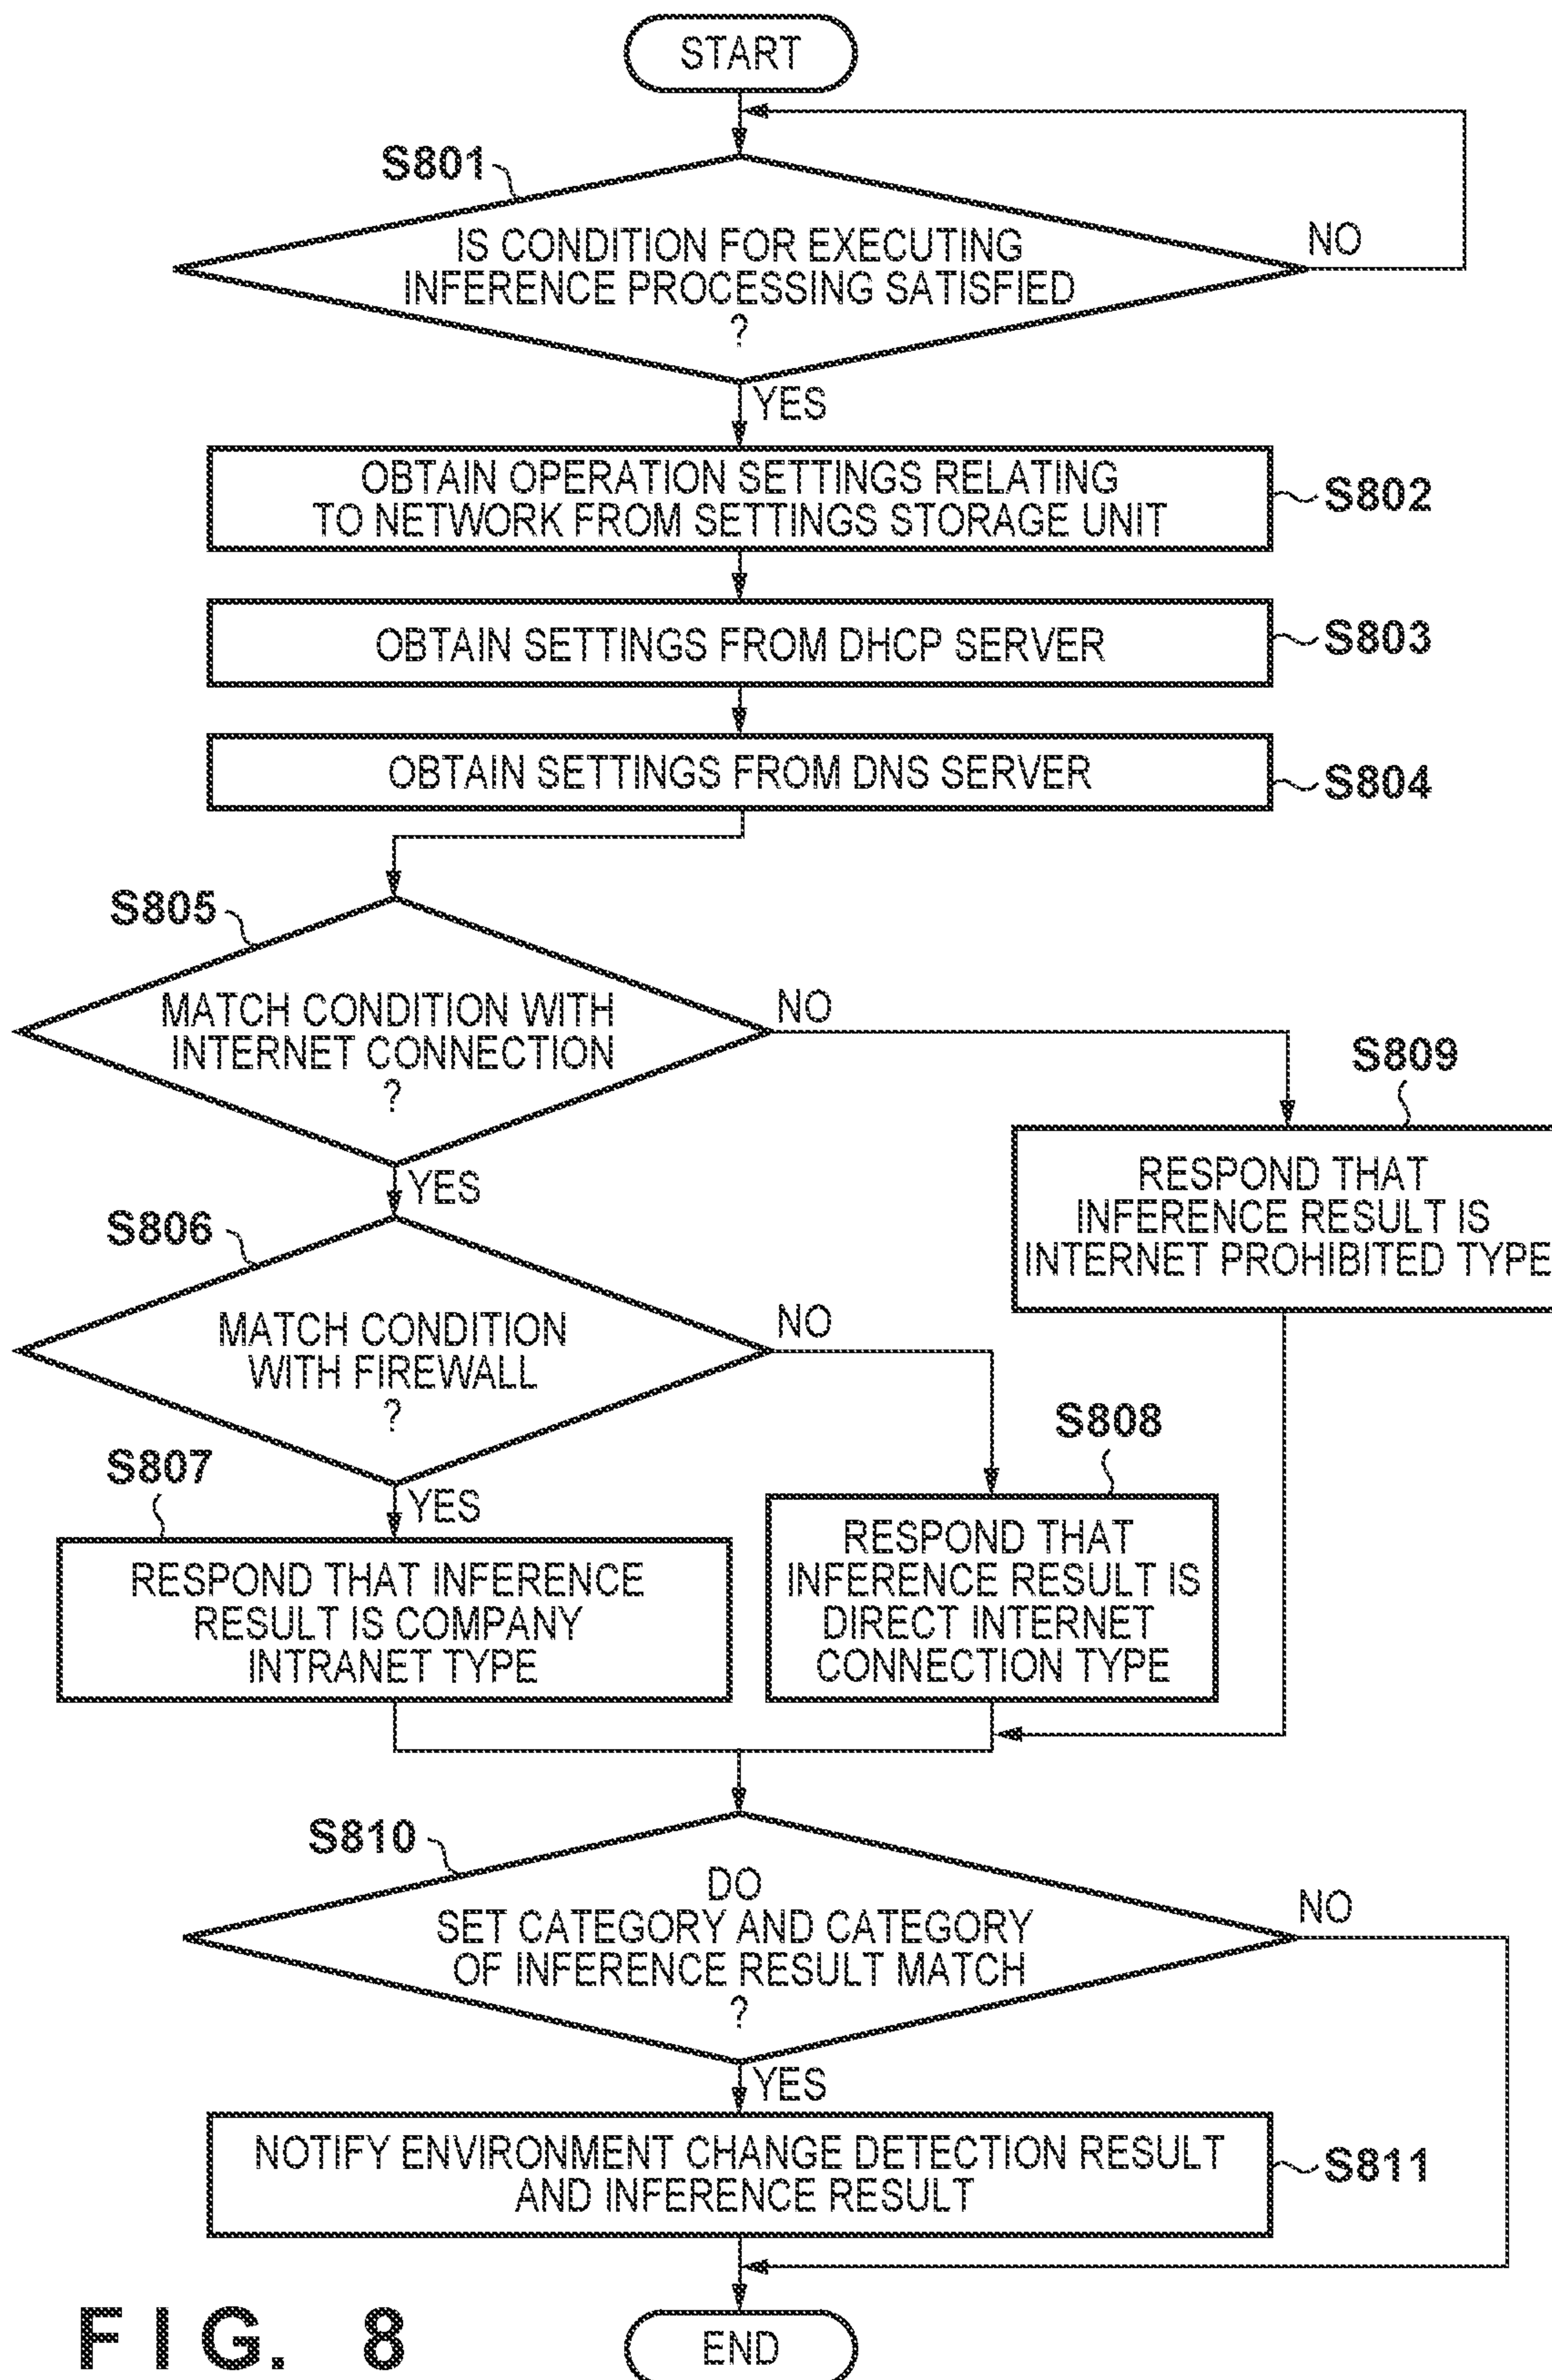 START
S801
IS CONDITION FOR EXECUTING
INFERENCE PROCESSING SATISFIED
?
NO
YES
OBTAIN OPERATION SETTINGS RELATING
TO NETWORK FROM SETTINGS STORAGE UNIT
S802
OBTAIN SETTINGS FROM DHCP SERVER
S803
OBTAIN SETTINGS FROM DNS SERVER
S804
S805
MATCH CONDITION WITH
INTERNET CONNECTION
?
NO
YES
S809
RESPOND THAT
INFERENCE RESULT IS
INTERNET PROHIBITED TYPE
S806
MATCH CONDITION
WITH FIREWALL
?
NO
YES
S807
RESPOND THAT INFERENCE
RESULT IS COMPANY
INTRANET TYPE
S808
RESPOND THAT
INFERENCE RESULT IS
DIRECT INTERNET
CONNECTION TYPE
S810
DO
SET CATEGORY AND CATEGORY
OF INFERENCE RESULT MATCH
?
NO
YES
NOTIFY ENVIRONMENT CHANGE DETECTION RESULT
AND INFERENCE RESULT
S811
END
FIG. 8